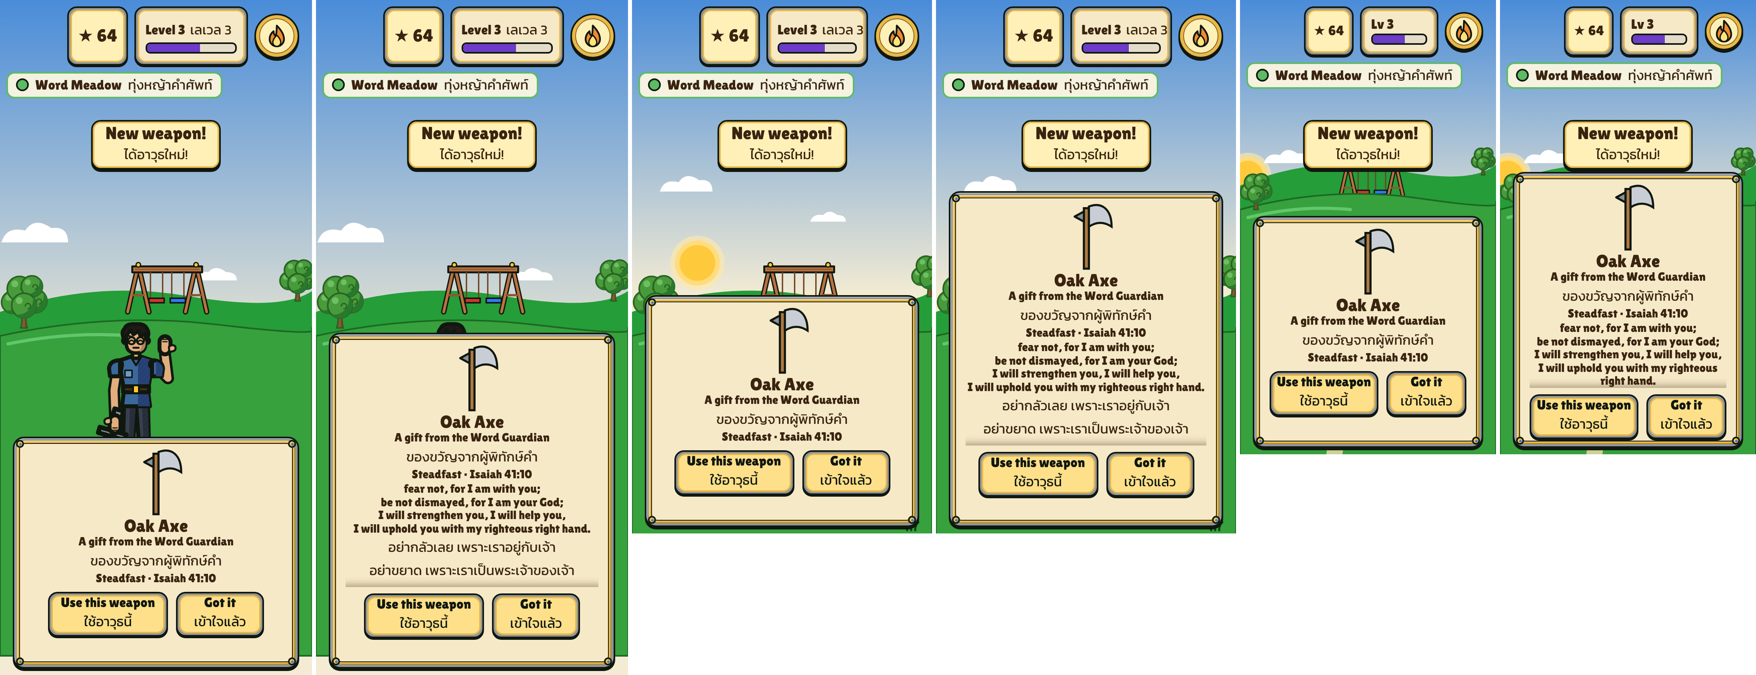 ★ 64
Level 3 เลเวล 3
Word Meadow ทุ่งหญ้าคำศัพท์
New weapon!
ได้อาวุธใหม่!
Oak Axe
A gift from the Word Guardian
ของขวัญจากผู้พิทักษ์คำ
Steadfast · Isaiah 41:10
Use this weapon
ใช้อาวุธนี้
Got it
เข้าใจแล้ว
★ 64
Level 3 เลเวล 3
Word Meadow ทุ่งหญ้าคำศัพท์
New weapon!
ได้อาวุธใหม่!
Oak Axe
A gift from the Word Guardian
ของขวัญจากผู้พิทักษ์คำ
Steadfast · Isaiah 41:10
fear not, for I am with you;
be not dismayed, for I am your God;
I will strengthen you, I will help you,
I will uphold you with my righteous right hand.
อย่ากลัวเลย เพราะเราอยู่กับเจ้า
อย่าขยาด เพราะเราเป็นพระเจ้าของเจ้า
Use this weapon
ใช้อาวุธนี้
Got it
เข้าใจแล้ว
★ 64
Level 3 เลเวล 3
Word Meadow ทุ่งหญ้าคำศัพท์
New weapon!
ได้อาวุธใหม่!
Oak Axe
A gift from the Word Guardian
ของขวัญจากผู้พิทักษ์คำ
Steadfast · Isaiah 41:10
Use this weapon
ใช้อาวุธนี้
Got it
เข้าใจแล้ว
★ 64
Level 3 เลเวล 3
Word Meadow ทุ่งหญ้าคำศัพท์
New weapon!
ได้อาวุธใหม่!
Oak Axe
A gift from the Word Guardian
ของขวัญจากผู้พิทักษ์คำ
Steadfast · Isaiah 41:10
fear not, for I am with you;
be not dismayed, for I am your God;
I will strengthen you, I will help you,
I will uphold you with my righteous right hand.
อย่ากลัวเลย เพราะเราอยู่กับเจ้า
อย่าขยาด เพราะเราเป็นพระเจ้าของเจ้า
Use this weapon
ใช้อาวุธนี้
Got it
เข้าใจแล้ว
★ 64
Lv 3
Word Meadow ทุ่งหญ้าคำศัพท์
New weapon!
ได้อาวุธใหม่!
Oak Axe
A gift from the Word Guardian
ของขวัญจากผู้พิทักษ์คำ
Steadfast · Isaiah 41:10
Use this weapon
ใช้อาวุธนี้
Got it
เข้าใจแล้ว
★ 64
Lv 3
Word Meadow ทุ่งหญ้าคำศัพท์
New weapon!
ได้อาวุธใหม่!
Oak Axe
A gift from the Word Guardian
ของขวัญจากผู้พิทักษ์คำ
Steadfast · Isaiah 41:10
fear not, for I am with you;
be not dismayed, for I am your God;
I will strengthen you, I will help you,
I will uphold you with my righteous
right hand.
Use this weapon
ใช้อาวุธนี้
Got it
เข้าใจแล้ว